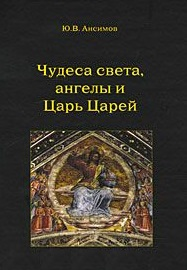 Ю.В. Ансимов
Чудеса света,
ангелы и
Царь Царей